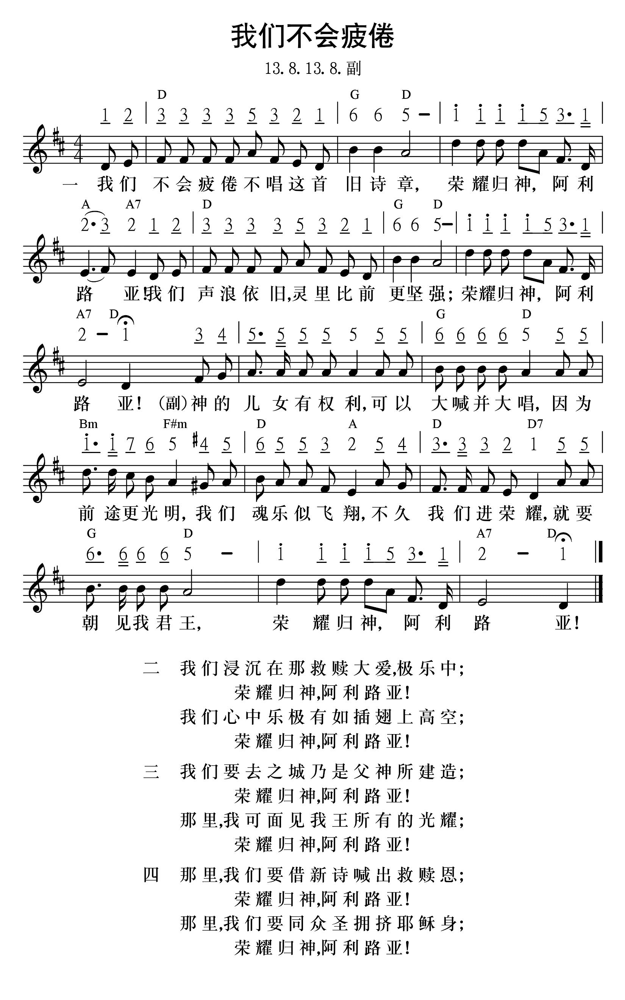 我们不会疲倦
13. 8. 13. 8. 副
D G D
1 2 | 3 3 3 3 5 3 2 1 | 6 6 5 - | i i i i 5 3· 1 |
4
4
一 我们 不会疲倦不唱这首 旧诗章， 荣耀归神， 阿利
A A7 D G D
2· 3 2 1 2 | 3 3 3 3 5 3 2 1 | 6 6 5 - | i i i i 5 3· 1 |
路 亚！我们 声浪依旧，灵里比前 更坚强；荣耀归神， 阿利
A7 D G D
2 - 1 3 4 | 5· 5 5 5 5 5 5 | 6 6 6 6 5 5 5 |
路 亚！ （副）神的 儿女有权利，可以 大喊并大唱，因为
Bm F#m D A D D7
i· i 7 6 5 #4 5 | 6 5 5 3 2 5 4 | 3· 3 3 2 1 5 5 |
前途更光明，我们 魂乐似飞翔，不久 我们进荣耀，就要
G D A7 D
6· 6 6 6 5 - | i i i i 5 3· 1 | 2 - 1
朝见我君王， 荣耀归神， 阿利 路 亚！
二 我们浸沉在那救赎大爱，极乐中；
荣耀归神，阿利路亚！
我们心中乐极有如插翅上高空；
荣耀归神，阿利路亚！
三 我们要去之城乃是父神所建造；
荣耀归神，阿利路亚！
那里，我可面见我王所有的光耀；
荣耀归神，阿利路亚！
四 那里，我们要借新诗喊出救赎恩；
荣耀归神，阿利路亚！
那里，我们要同众圣拥挤耶稣身；
荣耀归神，阿利路亚！